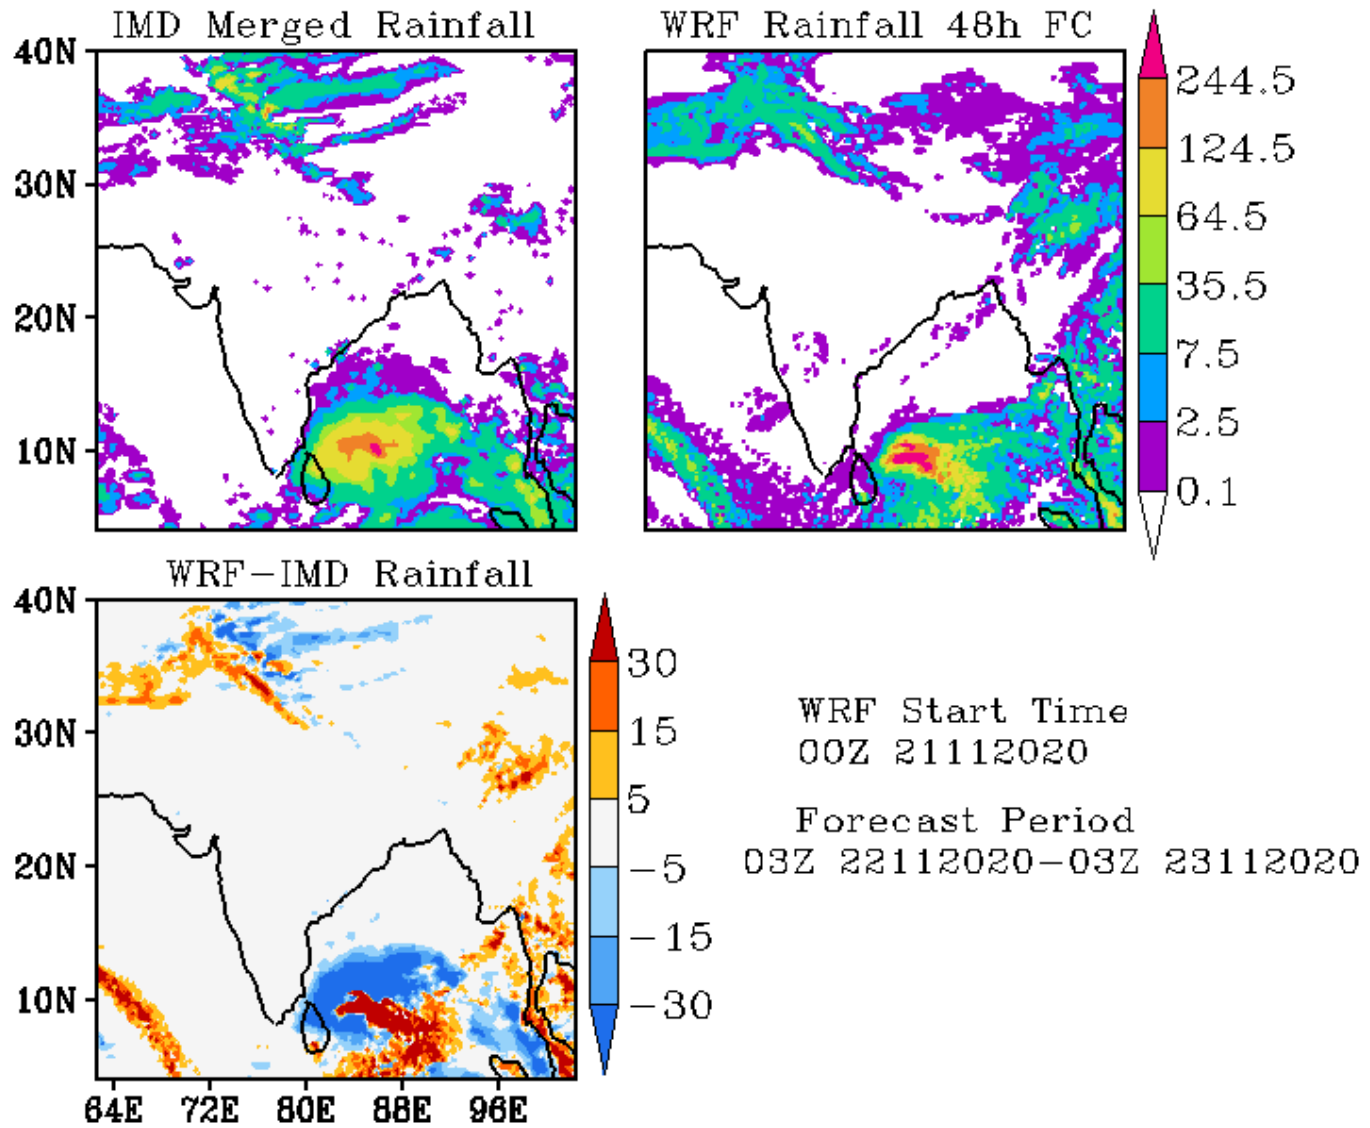 IMD Merged Rainfall
WRF Rainfall 48h FC
40N
30N
20N
10N
244.5
124.5
64.5
35.5
7.5
2.5
0.1
WRF-IMD Rainfall
40N
30N
20N
10N
64E 72E 80E 88E 96E
30
15
5
-5
-15
-30
WRF Start Time
00Z 21112020
Forecast Period
03Z 22112020-03Z 23112020